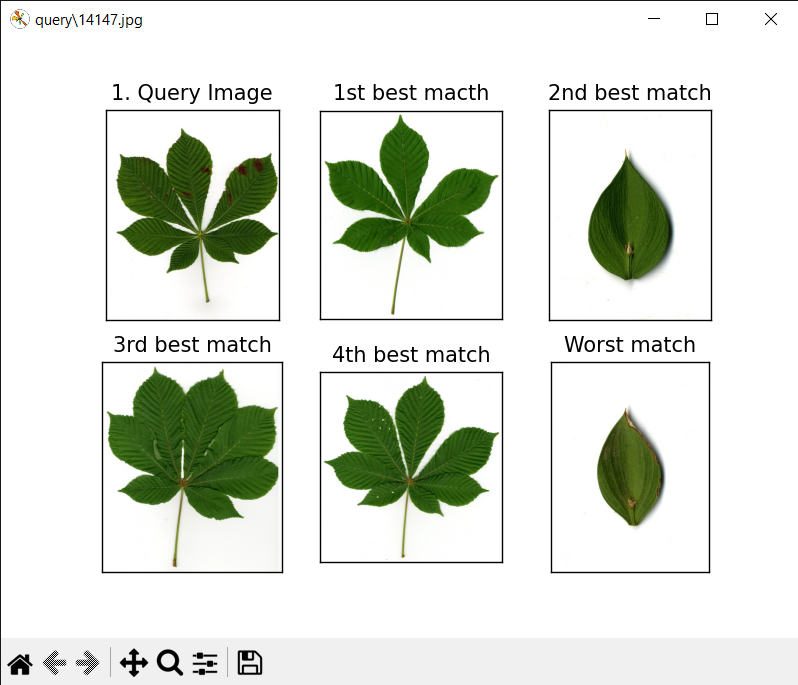 query\14147.jpg
1. Query Image
1st best macth
2nd best match
3rd best match
4th best match
Worst match